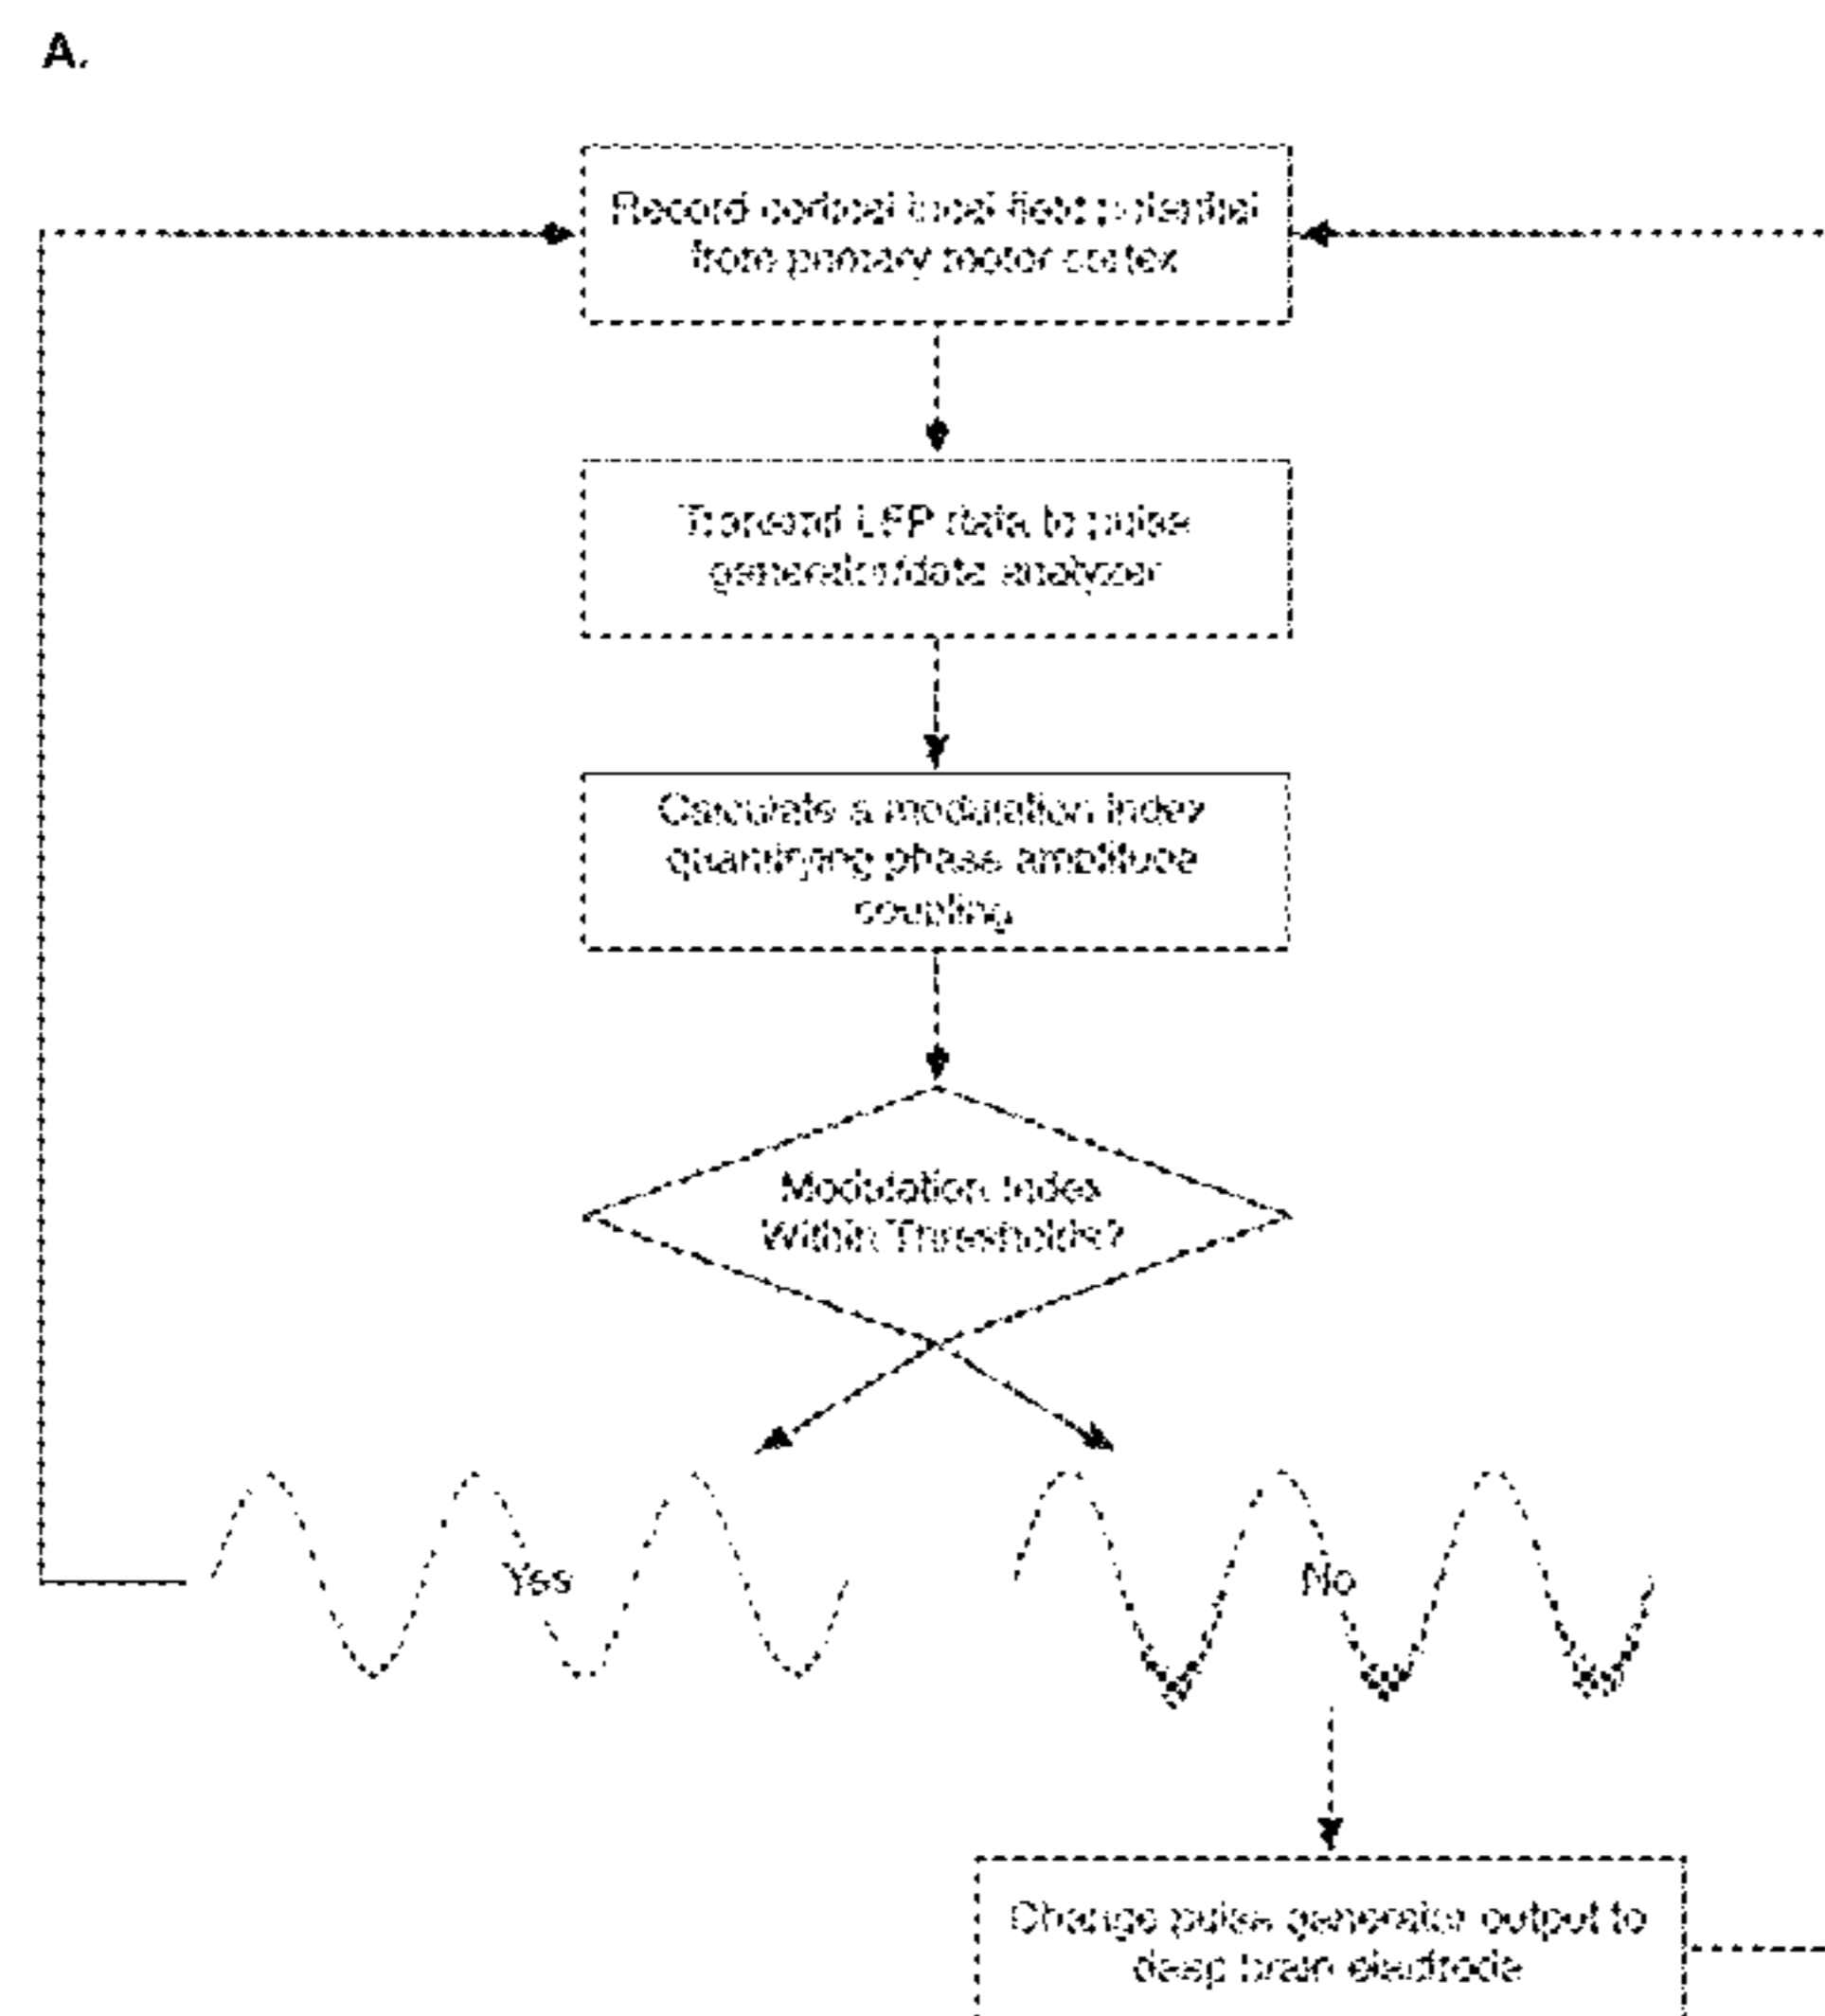 A.
Record cortical local field potential
from primary motor cortex
LFP data to pulse
generator/data analyzer
Calculate a modulation index
quantifying phase amplitude
coupling
Modulation Index
Within Thresholds?
Yes
No
Change pulse generator output to
deep brain electrode